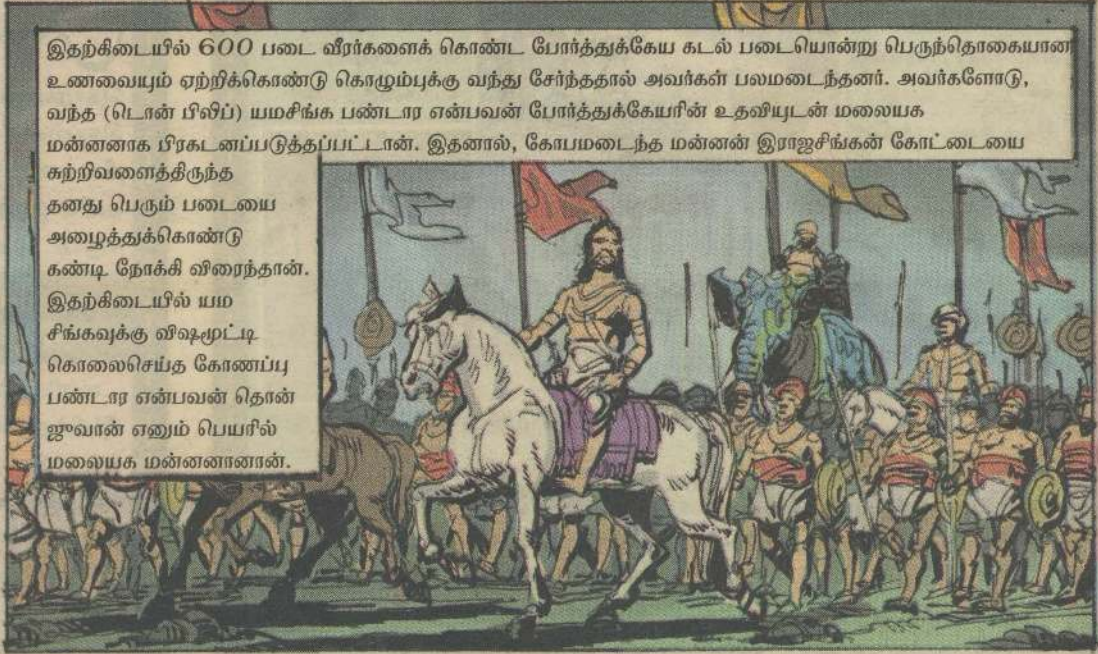 இதற்கிடையில் 600 படை வீரர்களைக் கொண்ட போர்த்துக்கேய கடல் படையொன்று பெருந்தொகையான
உணவையும் ஏற்றிக்கொண்டு கொழும்புக்கு வந்து சேர்ந்ததால் அவர்கள் பலமடைந்தனர். அவர்களோடு,
வந்த (டொன் பிலிப்) யமசிங்க பண்டார என்பவன் போர்த்துக்கேயரின் உதவியுடன் மலையக
மன்னனாக பிரகடனப்படுத்தப்பட்டான். இதனால், கோபமடைந்த மன்னன் இராஜசிங்கன் கோட்டையை
சுற்றிவளைத்திருந்த
தனது பெரும் படையை
அழைத்துக்கொண்டு
கண்டி நோக்கி விரைந்தான்.
இதற்கிடையில் யம
சிங்கவுக்கு விஷமூட்டி
கொலைசெய்த கோணப்பு
பண்டார என்பவன் தொன்
ஜுவான் எனும் பெயரில்
மலையக மன்னனானான்.